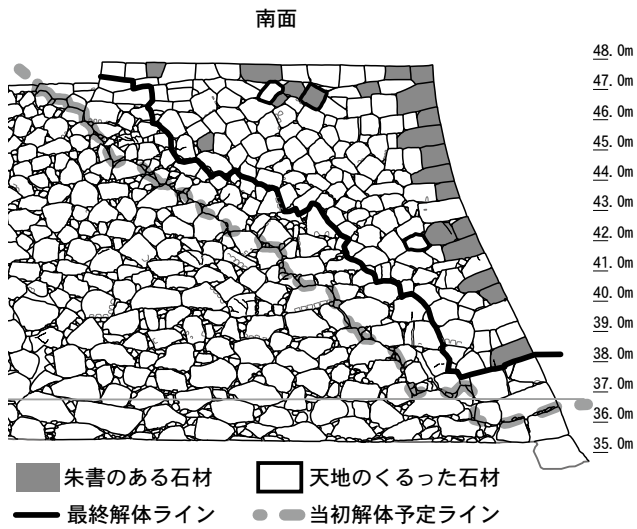 南面
48.0m
47.0m
46.0m
45.0m
44.0m
43.0m
42.0m
41.0m
40.0m
39.0m
38.0m
37.0m
36.0m
35.0m
朱書のある石材
天地のくるった石材
最終解体ライン
当初解体予定ライン